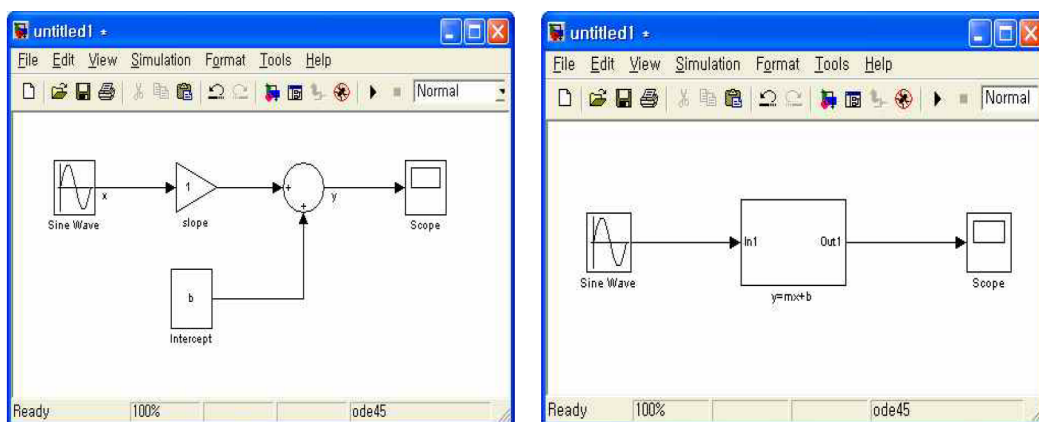 untitled1 *
File Edit View Simulation Format Tools Help
Normal
x
1
+
+
y
Sine Wave
slope
Scope
b
Intercept
Ready 100% ode45
untitled1 *
File Edit View Simulation Format Tools Help
Normal
In1 Out1
Sine Wave
Scope
y=mx+b
Ready 100% ode45